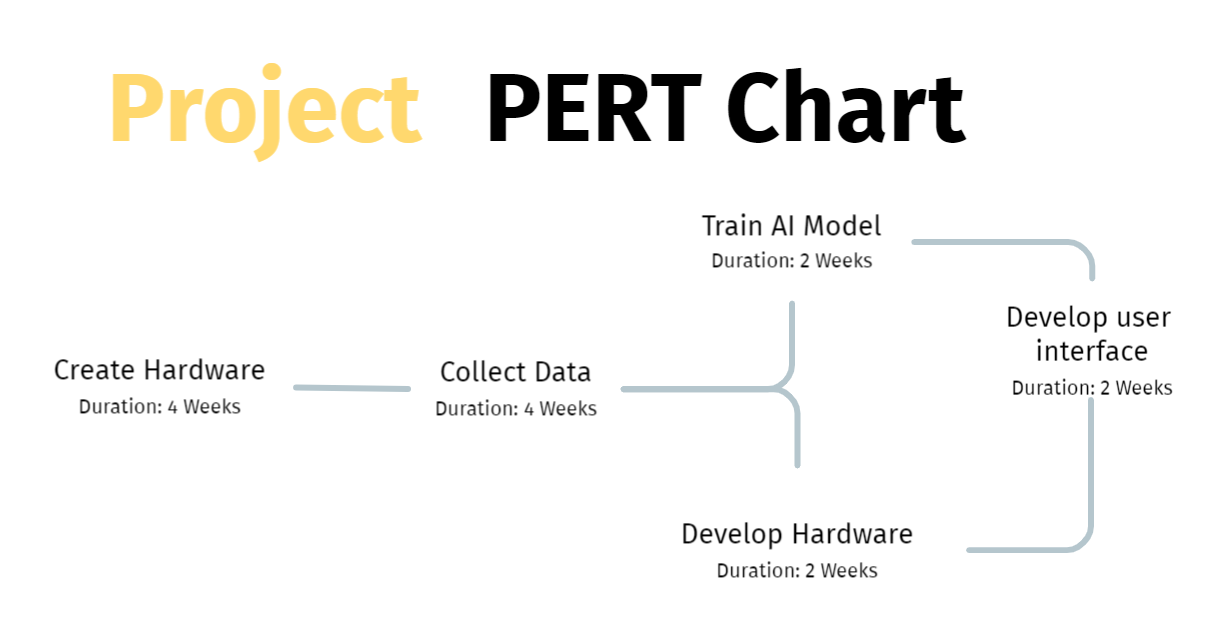 Project PERT Chart
Train AI Model
Duration: 2 Weeks
Develop user
interface
Duration: 2 Weeks
Create Hardware
Duration: 4 Weeks
Collect Data
Duration: 4 Weeks
Develop Hardware
Duration: 2 Weeks